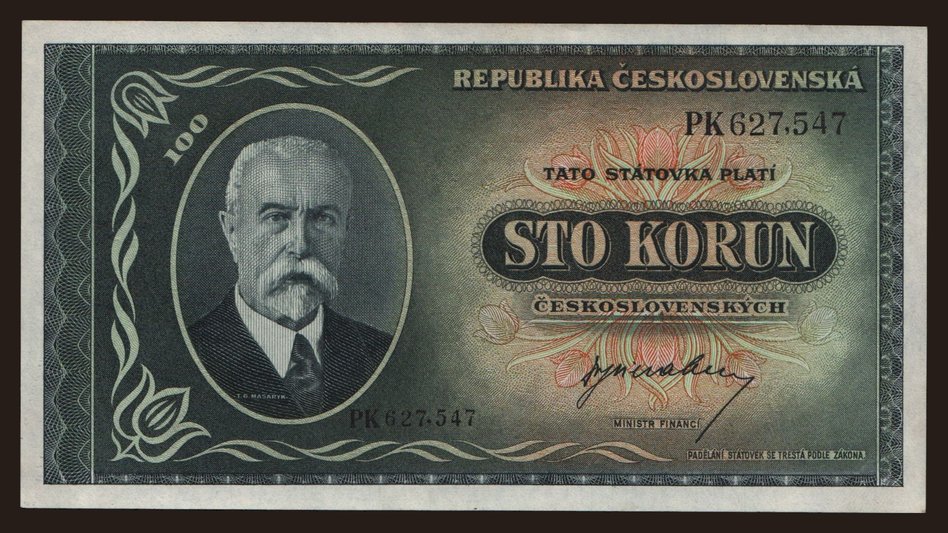 REPUBLIKA ČESKOSLOVENSKÁ
100
PK 627,547
TATO STÁTOVKA PLATÍ
STO KORUN
ČESKOSLOVENSKÝCH
T. G. MASARYK
PK 627,547
MINISTR FINANCÍ
PADĚLÁNÍ STÁTOVEK SE TRESTÁ PODLE ZÁKONA.